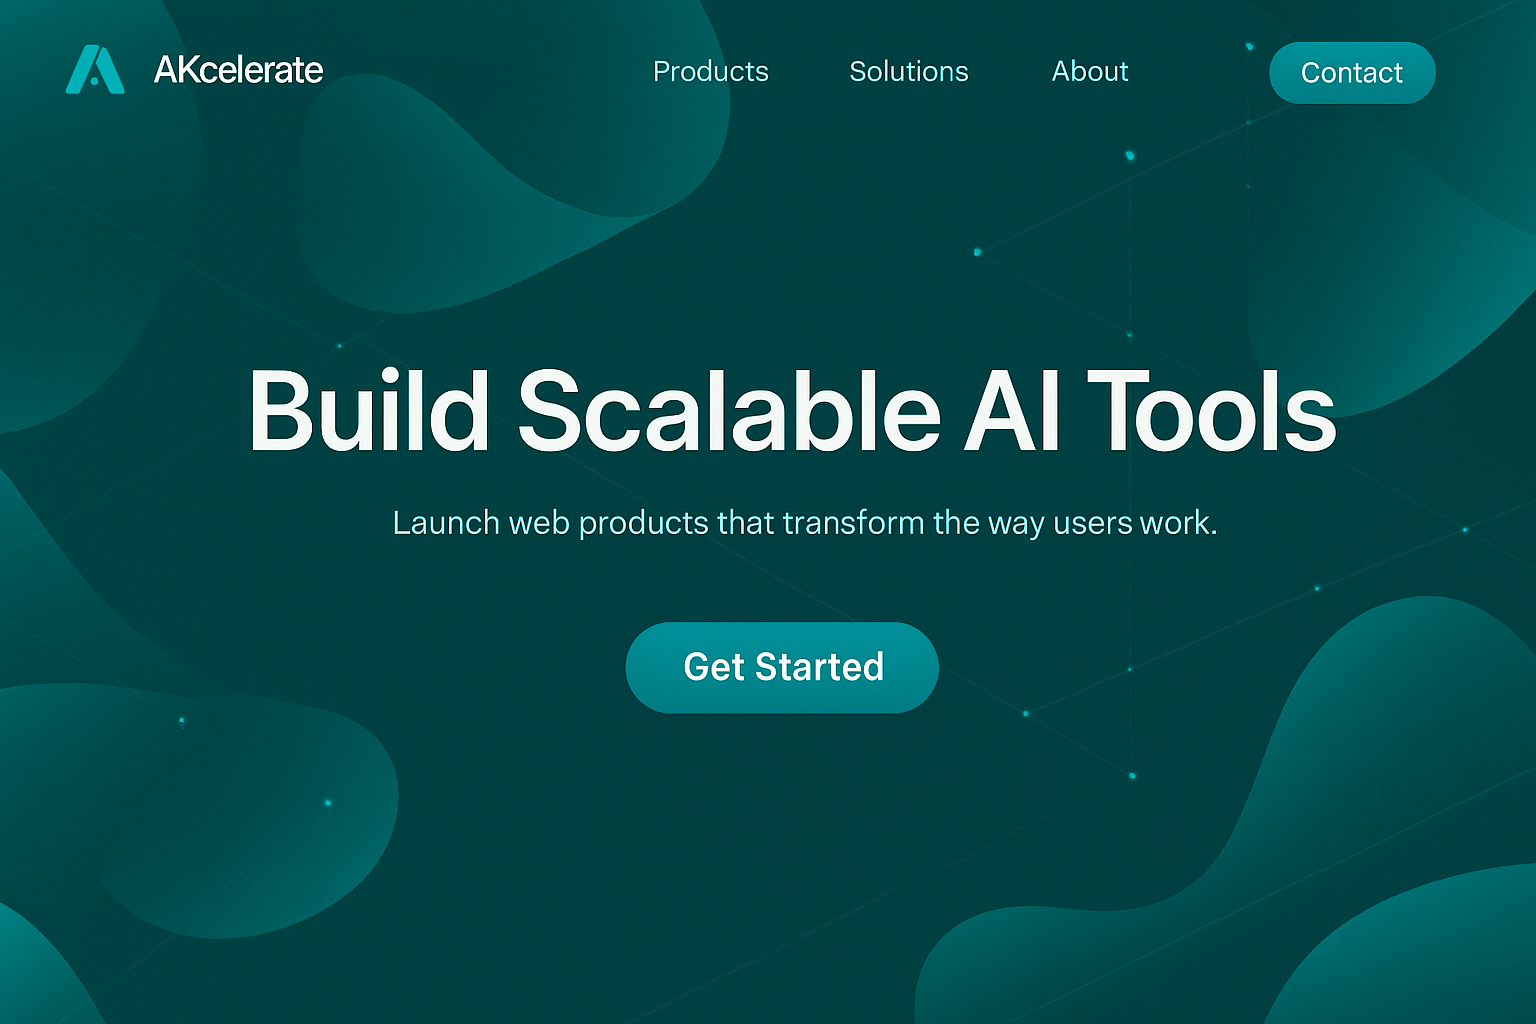 AKcelerate
Products
Solutions
About
Contact
Build Scalable AI Tools
Launch web products that transform the way users work.
Get Started